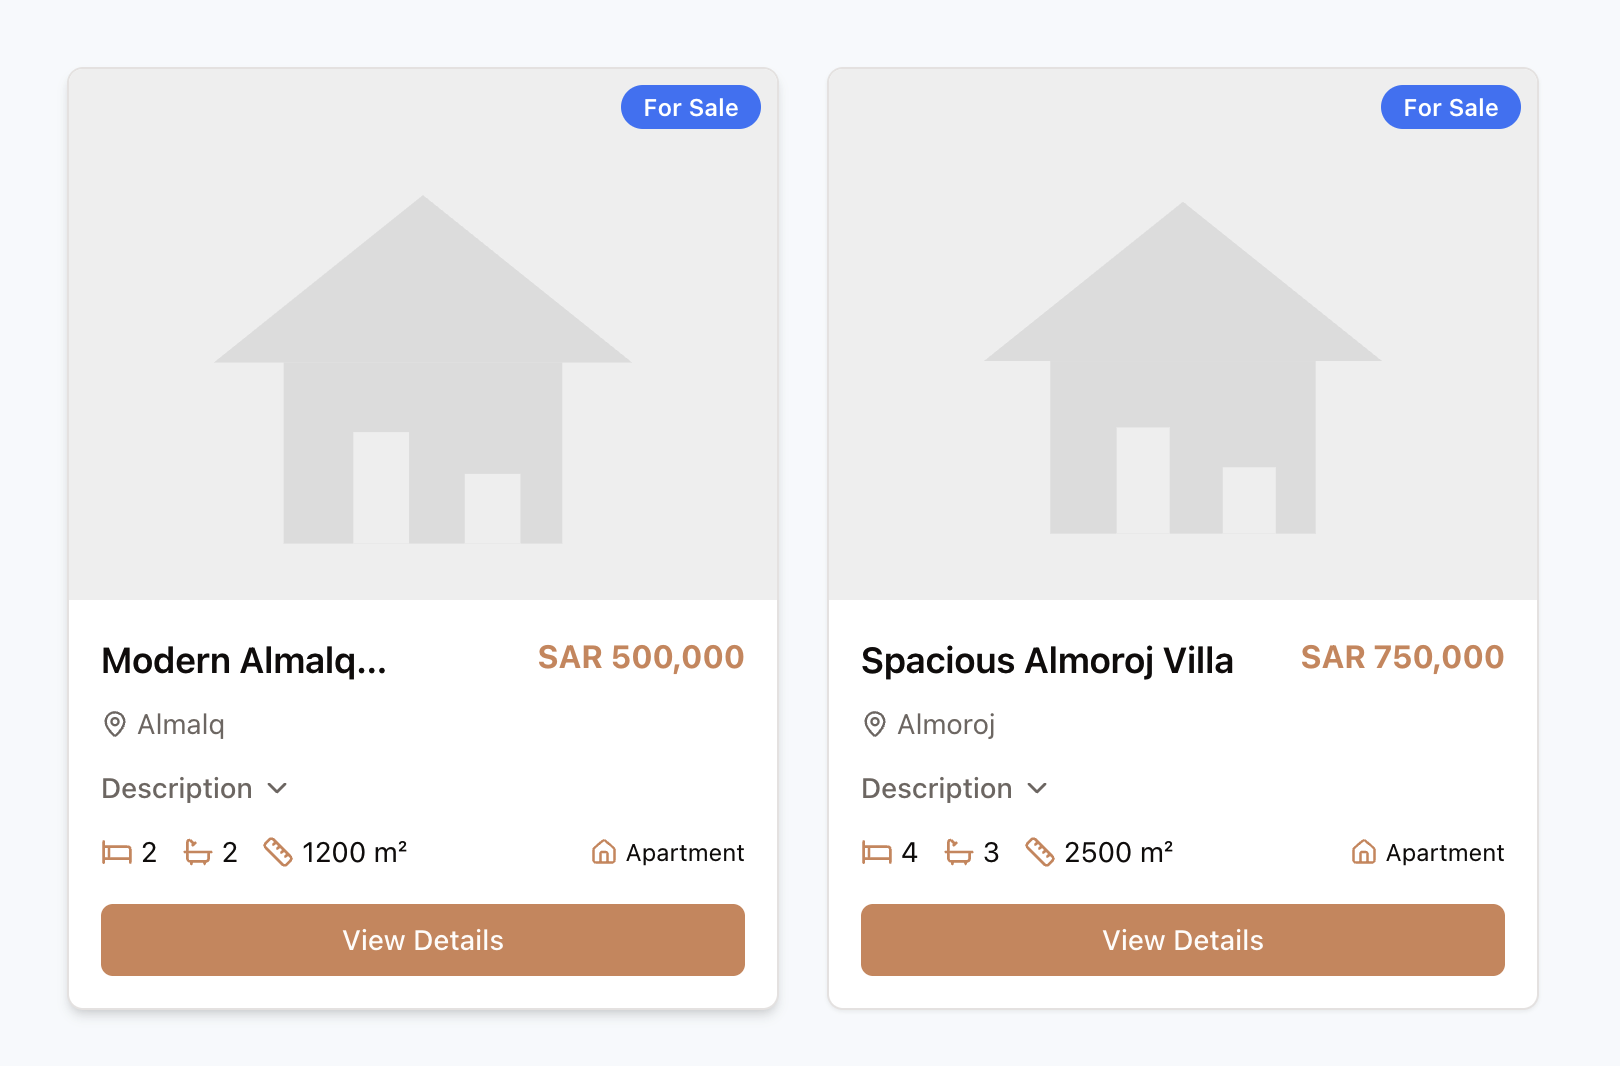 For Sale
Modern Almalq...
SAR 500,000
Almalq
Description
2 2 1200 m²
Apartment
View Details
For Sale
Spacious Almoroj Villa
SAR 750,000
Almoroj
Description
4 3 2500 m²
Apartment
View Details